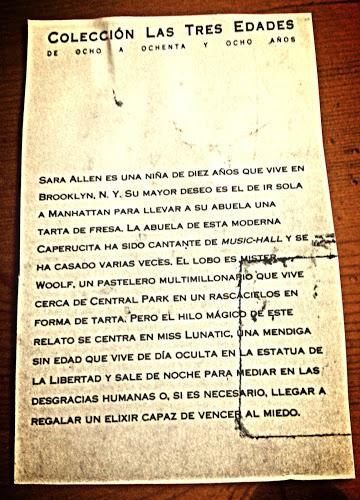 COLECCIÓN LAS TRES EDADES
DE OCHO A OCHENTA Y OCHO AÑOS
SARA ALLEN ES UNA NIÑA DE DIEZ AÑOS QUE VIVE EN
BROOKLYN, N. Y. SU MAYOR DESEO ES EL DE IR SOLA
A MANHATTAN PARA LLEVAR A SU ABUELA UNA
TARTA DE FRESA. LA ABUELA DE ESTA MODERNA
CAPERUCITA HA SIDO CANTANTE DE MUSIC-HALL Y SE
HA CASADO VARIAS VECES. EL LOBO ES MISTER
WOOLF, UN PASTELERO MULTIMILLONARIO QUE VIVE
CERCA DE CENTRAL PARK EN UN RASCACIELOS EN
FORMA DE TARTA. PERO EL HILO MÁGICO DE ESTE
RELATO SE CENTRA EN MISS LUNATIC, UNA MENDIGA
SIN EDAD QUE VIVE DE DÍA OCULTA EN LA ESTATUA DE
LA LIBERTAD Y SALE DE NOCHE PARA MEDIAR EN LAS
DESGRACIAS HUMANAS O, SI ES NECESARIO, LLEGAR A
REGALAR UN ELIXIR CAPAZ DE VENCER AL MIEDO.